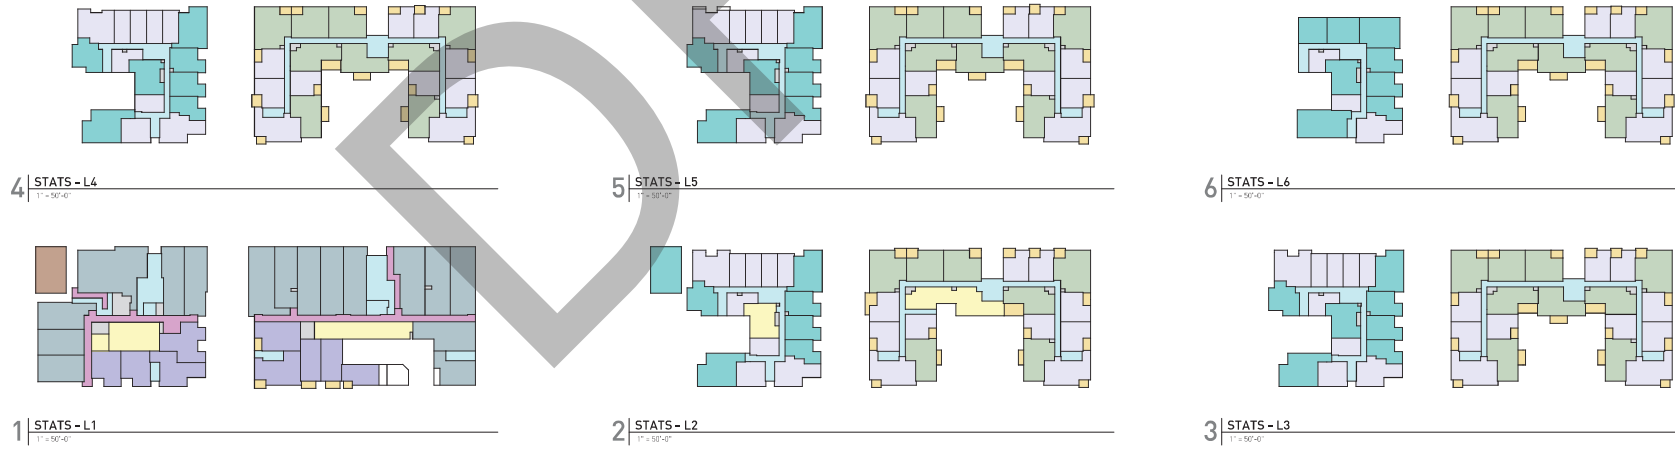 4 STATS - L4
1" = 50'-0"
5 STATS - L5
1" = 50'-0"
6 STATS - L6
1" = 50'-0"
1 STATS - L1
1" = 50'-0"
2 STATS - L2
1" = 50'-0"
3 STATS - L3
1" = 50'-0"